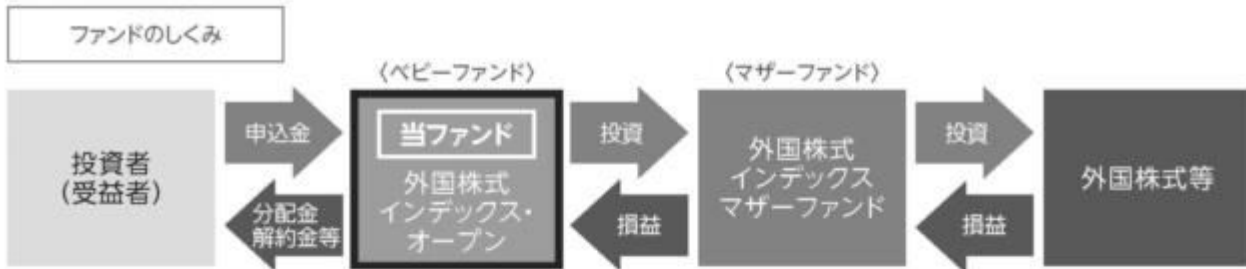 ファンドのしくみ
〈ベビーファンド〉
〈マザーファンド〉
投資者
(受益者)
申込金
分配金
解約金等
当ファンド
外国株式
インデックス・
オープン
投資
損益
外国株式
インデックス
マザーファンド
投資
損益
外国株式等